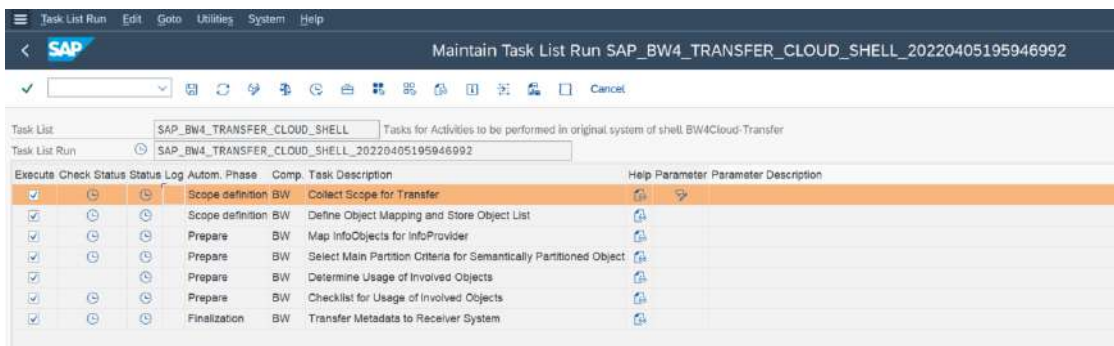 Task List Run Edit Goto Utilities System Help
SAP Maintain Task List Run SAP_BW4_TRANSFER_CLOUD_SHELL_20220405195946992
Cancel
Task List SAP_BW4_TRANSFER_CLOUD_SHELL Tasks for Activities to be performed in original system of shell BW4Cloud-Transfer
Task List Run SAP_BW4_TRANSFER_CLOUD_SHELL_20220405195946992
Execute Check Status Status Log Autom. Phase Comp. Task Description Help Parameter Parameter Description
Scope definition BW Collect Scope for Transfer
Scope definition BW Define Object Mapping and Store Object List
Prepare BW Map InfoObjects for InfoProvider
Prepare BW Select Main Partition Criteria for Semantically Partitioned Object
Prepare BW Determine Usage of Involved Objects
Prepare BW Checklist for Usage of Involved Objects
Finalization BW Transfer Metadata to Receiver System